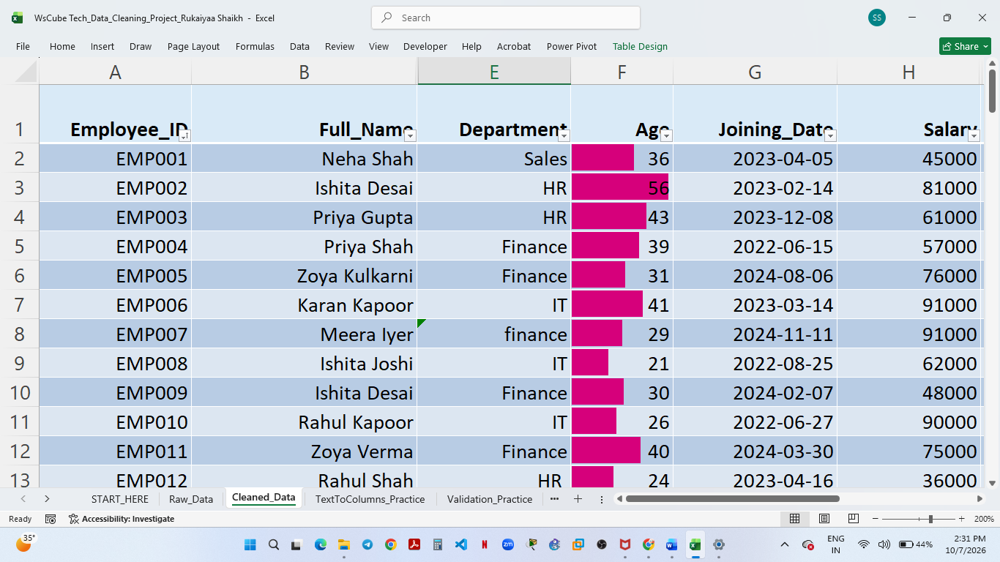 WsCube Tech_Data_Cleaning_Project_Rukaiyaa Shaikh - Excel
Search
SS
File Home Insert Draw Page Layout Formulas Data Review View Developer Help Acrobat Power Pivot Table Design
Share
A B E F G H
1 Employee_ID Full_Name Department Age Joining_Date Salary
2 EMP001 Neha Shah Sales 36 2023-04-05 45000
3 EMP002 Ishita Desai HR 56 2023-02-14 81000
4 EMP003 Priya Gupta HR 43 2023-12-08 61000
5 EMP004 Priya Shah Finance 39 2022-06-15 57000
6 EMP005 Zoya Kulkarni Finance 31 2024-08-06 76000
7 EMP006 Karan Kapoor IT 41 2023-03-14 91000
8 EMP007 Meera Iyer finance 29 2024-11-11 91000
9 EMP008 Ishita Joshi IT 21 2022-08-25 62000
10 EMP009 Ishita Desai Finance 30 2024-02-07 48000
11 EMP010 Rahul Kapoor IT 26 2022-06-27 90000
12 EMP011 Zoya Verma Finance 40 2024-03-30 75000
13 EMP012 Rahul Shah HR 24 2023-04-16 36000
START_HERE Raw_Data Cleaned_Data TextToColumns_Practice Validation_Practice
Ready Accessibility: Investigate 200%
35° zm N W ENG 44% 2:31 PM
IN 10/7/2026